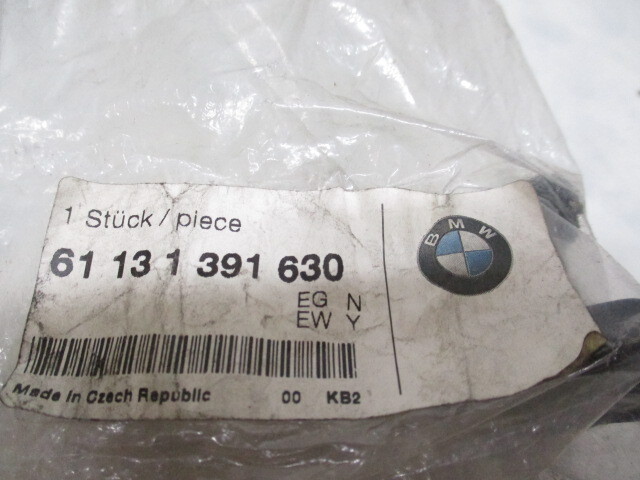 1 Stück / piece
61 13 1 391 630
EG N
EW Y
Made in Czech Republic 00 KB2
BMW